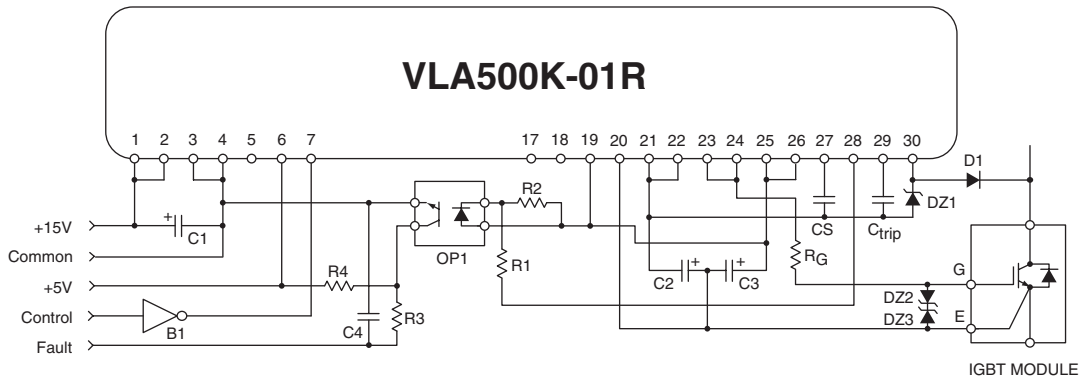 VLA500K-01R
1 2 3 4 5 6 7 17 18 19 20 21 22 23 24 25 26 27 28 29 30
D1
+15V
+
C1
OP1
R2
CS
Ctrip
DZ1
Common
+5V
R4
R1
C2
+
+
C3
RG
G
DZ2
Control
B1
C4
R3
DZ3
E
Fault
IGBT MODULE